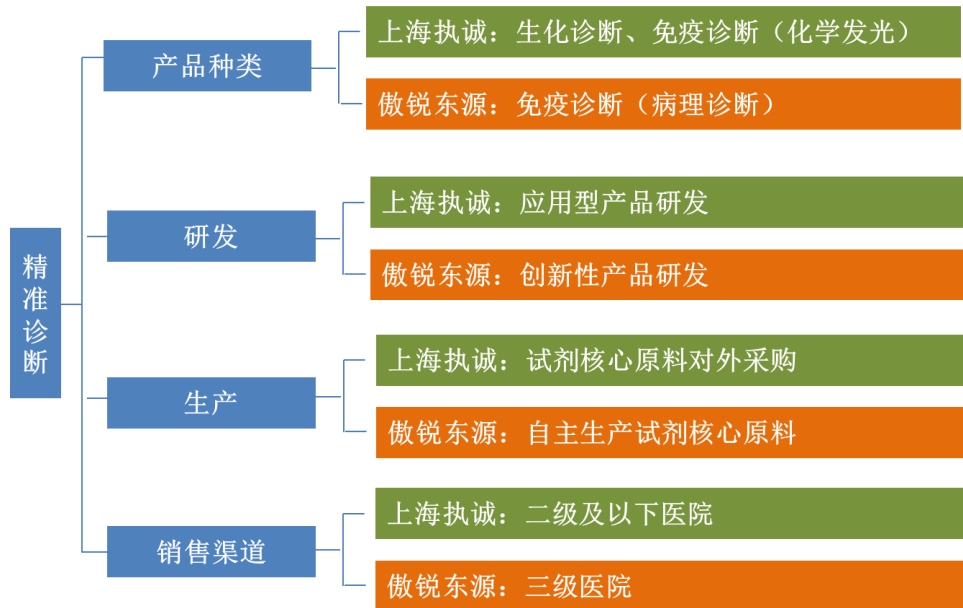 精准诊断
产品种类
上海执诚：生化诊断、免疫诊断（化学发光）
傲锐东源：免疫诊断（病理诊断）
研发
上海执诚：应用型产品研发
傲锐东源：创新性产品研发
生产
上海执诚：试剂核心原料对外采购
傲锐东源：自主生产试剂核心原料
销售渠道
上海执诚：二级及以下医院
傲锐东源：三级医院